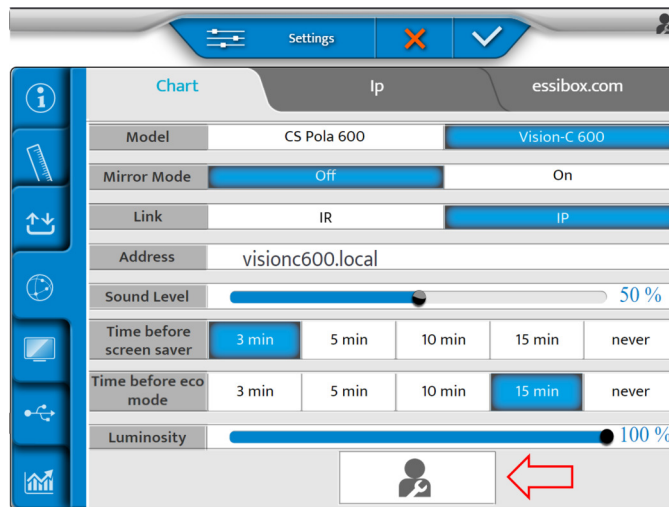 Settings
Chart Ip essibox.com
Model CS Pola 600 Vision-C 600
Mirror Mode Off On
Link IR IP
Address visionc600.local
Sound Level 50 %
Time before
screen saver 3 min 5 min 10 min 15 min never
Time before eco
mode 3 min 5 min 10 min 15 min never
Luminosity 100 %